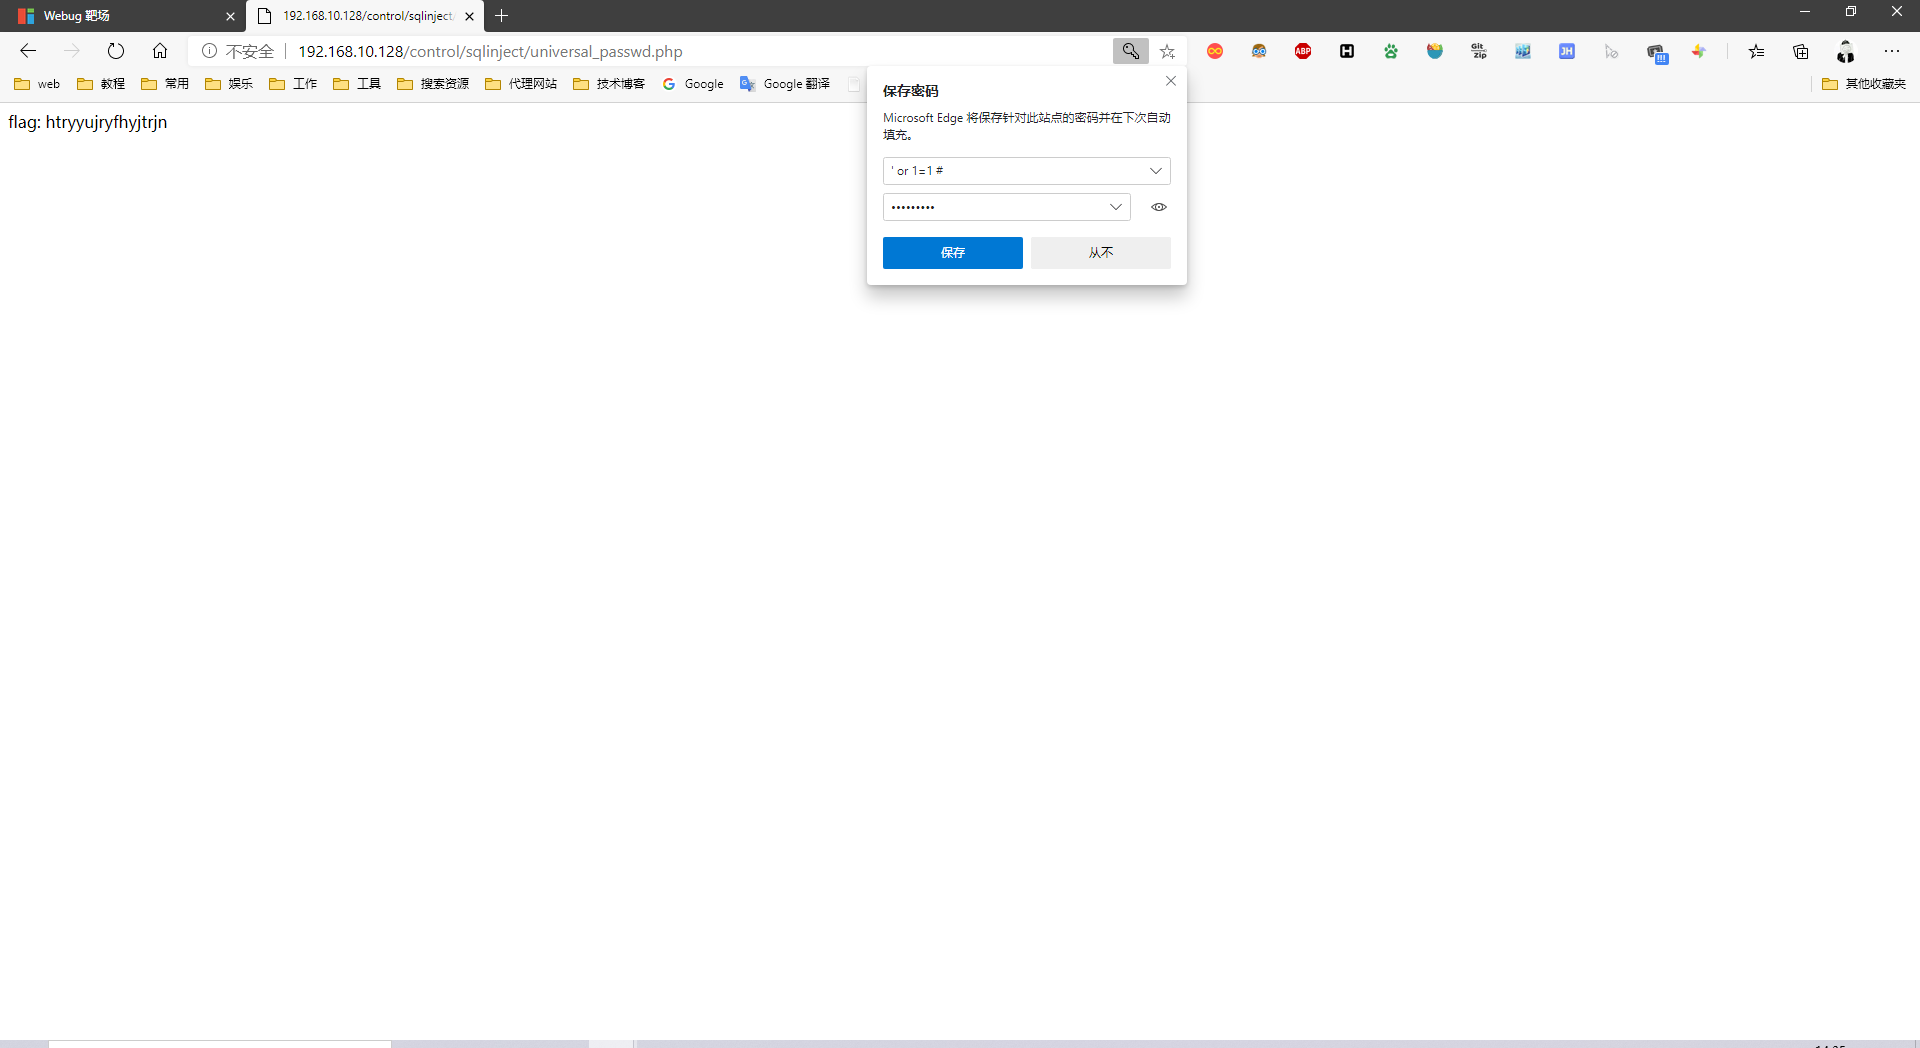 Webug 靶场
192.168.10.128/control/sqlinject/
不安全 192.168.10.128/control/sqlinject/universal_passwd.php
ABP
H
Git Zip
JH
!!!
web 教程 常用 娱乐 工作 工具 搜索资源 代理网站 技术博客 Google Google 翻译 其他收藏夹
flag: htryyujryfhyjtrjn
保存密码
Microsoft Edge 将保存针对此站点的密码并在下次自动
填充。
' or 1=1 #
•••••••••
保存 从不